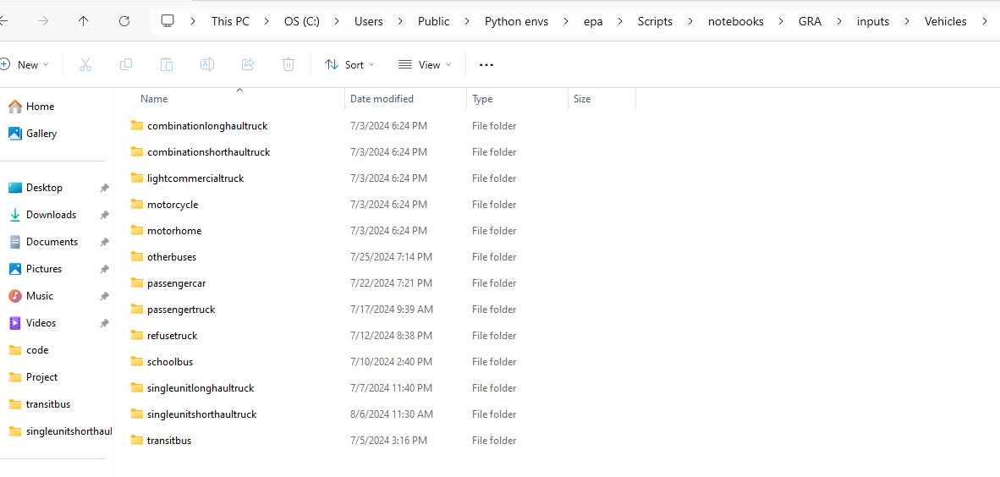 This PC > OS (C:) > Users > Public > Python envs > epa > Scripts > notebooks > GRA > inputs > Vehicles >
New Sort View ...
Name Date modified Type Size
Home
Gallery
Desktop
Downloads
Documents
Pictures
Music
Videos
code
Project
transitbus
singleunitshorthaul
combinationlonghaultruck 7/3/2024 6:24 PM File folder
combinationshorthaultruck 7/3/2024 6:24 PM File folder
lightcommercialtruck 7/3/2024 6:24 PM File folder
motorcycle 7/3/2024 6:24 PM File folder
motorhome 7/3/2024 6:24 PM File folder
otherbuses 7/25/2024 7:14 PM File folder
passengercar 7/22/2024 7:21 PM File folder
passengertruck 7/17/2024 9:39 AM File folder
refusetruck 7/12/2024 8:38 PM File folder
schoolbus 7/10/2024 2:40 PM File folder
singleunitlonghaultruck 7/7/2024 11:40 PM File folder
singleunitshorthaultruck 8/6/2024 11:30 AM File folder
transitbus 7/5/2024 3:16 PM File folder